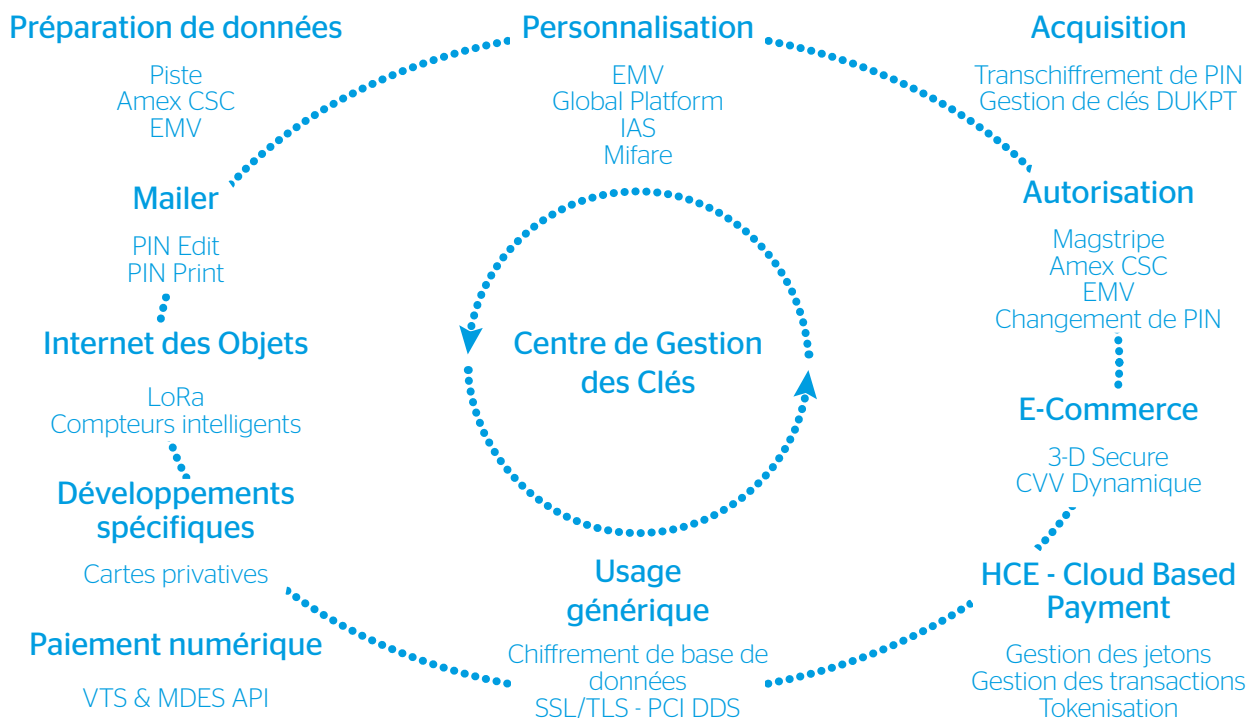 Préparation de données
Piste
Amex CSC
EMV
Personnalisation
EMV
Global Platform
IAS
Mifare
Acquisition
Transchiffrement de PIN
Gestion de clés DUKPT
Mailer
PIN Edit
PIN Print
Autorisation
Magstripe
Amex CSC
EMV
Changement de PIN
Internet des Objets
LoRa
Compteurs intelligents
Centre de Gestion
des Clés
E-Commerce
3-D Secure
CVV Dynamique
Développements
spécifiques
Cartes privatives
Usage
générique
Chiffrement de base de
données
SSL/TLS - PCI DDS
HCE - Cloud Based
Payment
Gestion des jetons
Gestion des transactions
Tokenisation
Paiement numérique
VTS & MDES API